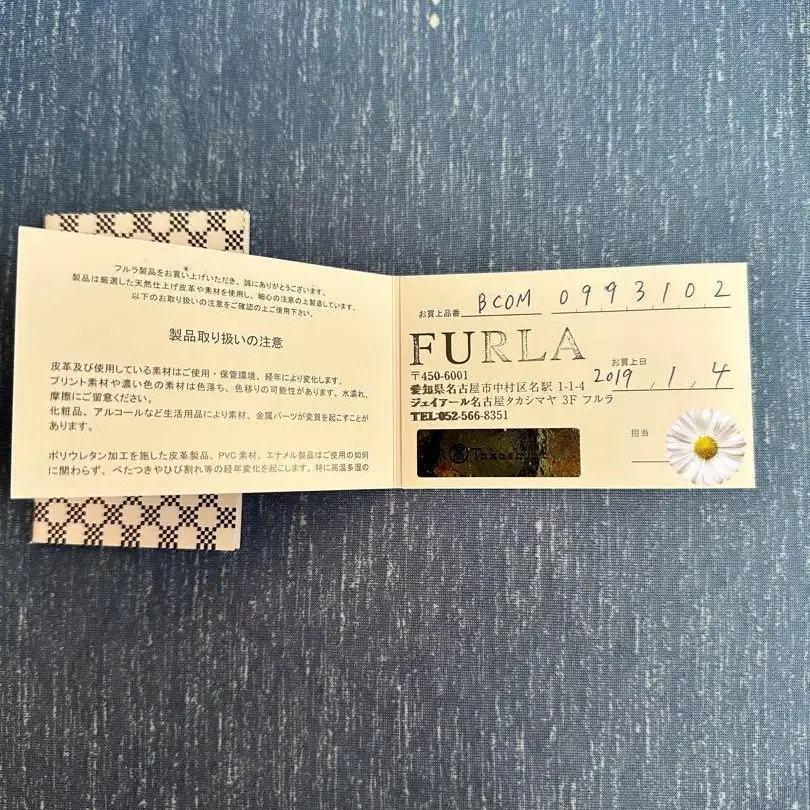 フルラ製品をお買い上げいただき、誠にありがとうございます。
製品は厳選した天然仕上げ皮革や素材を使用し、細心の注意の上製造しています。
以下のお取り扱いの注意をご確認の上ご使用下さい。
製品取り扱いの注意
皮革及び使用している素材はご使用・保管環境、経年により変化します。
プリント素材や濃い色の素材は色落ち、色移りの可能性があります。水濡れ、
摩擦にご留意ください。
化粧品、アルコールなど生活用品により素材、金属パーツが変質を起こすことが
あります。
ポリウレタン加工を施した皮革製品、PVC素材、エナメル製品はご使用の如何
に関わらず、べたつきやひび割れ等の経年変化を起こします。特に高温多湿の
お買上品番 BCOM 0993102
FURLA
〒450-6001
愛知県名古屋市中村区名駅 1-1-4
ジェイアール名古屋タカシマヤ 3F フルラ
TEL:052-566-8351
お買上日
2019, 1, 4
担当